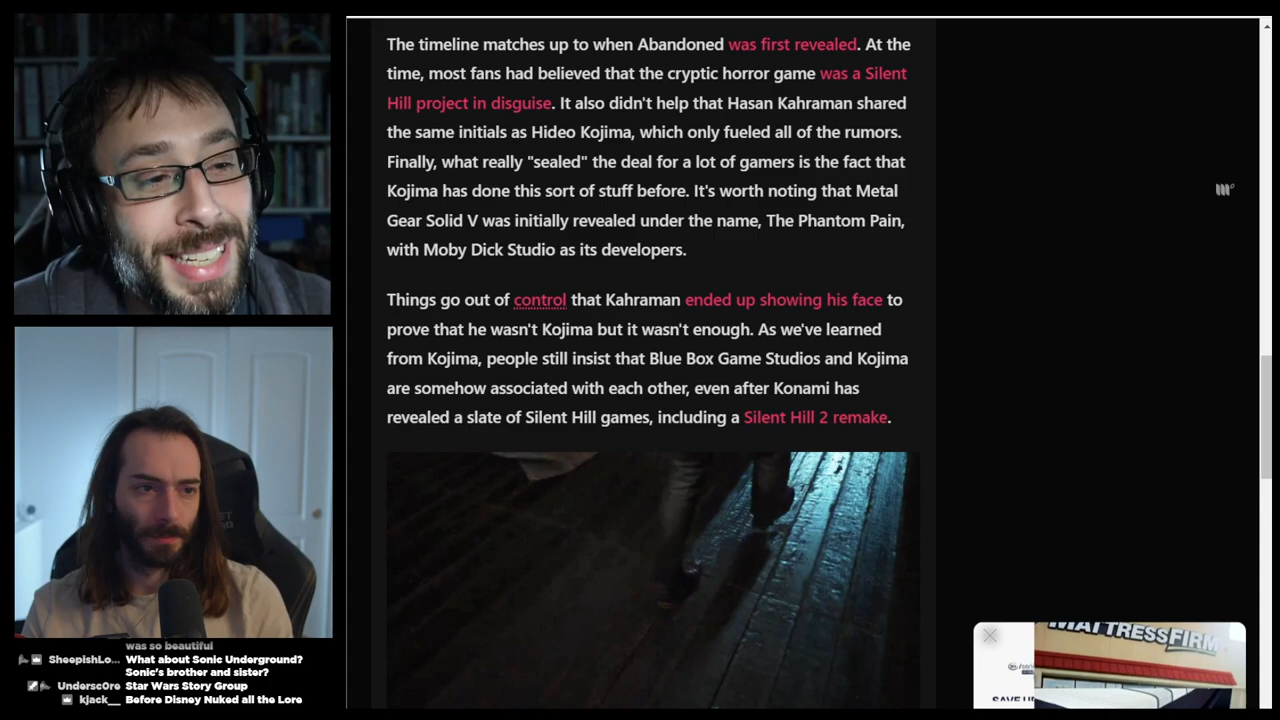 The timeline matches up to when Abandoned was first revealed. At the
time, most fans had believed that the cryptic horror game was a Silent
Hill project in disguise. It also didn't help that Hasan Kahraman shared
the same initials as Hideo Kojima, which only fueled all of the rumors.
Finally, what really "sealed" the deal for a lot of gamers is the fact that
Kojima has done this sort of stuff before. It's worth noting that Metal
Gear Solid V was initially revealed under the name, The Phantom Pain,
with Moby Dick Studio as its developers.
Things go out of control that Kahraman ended up showing his face to
prove that he wasn't Kojima but it wasn't enough. As we've learned
from Kojima, people still insist that Blue Box Game Studios and Kojima
are somehow associated with each other, even after Konami has
revealed a slate of Silent Hill games, including a Silent Hill 2 remake.
was so beautiful
SheepishLo... What about Sonic Underground?
Sonic's brother and sister?
Undersc0re Star Wars Story Group
kjack__ Before Disney Nuked all the Lore
MATTRESSFIRM